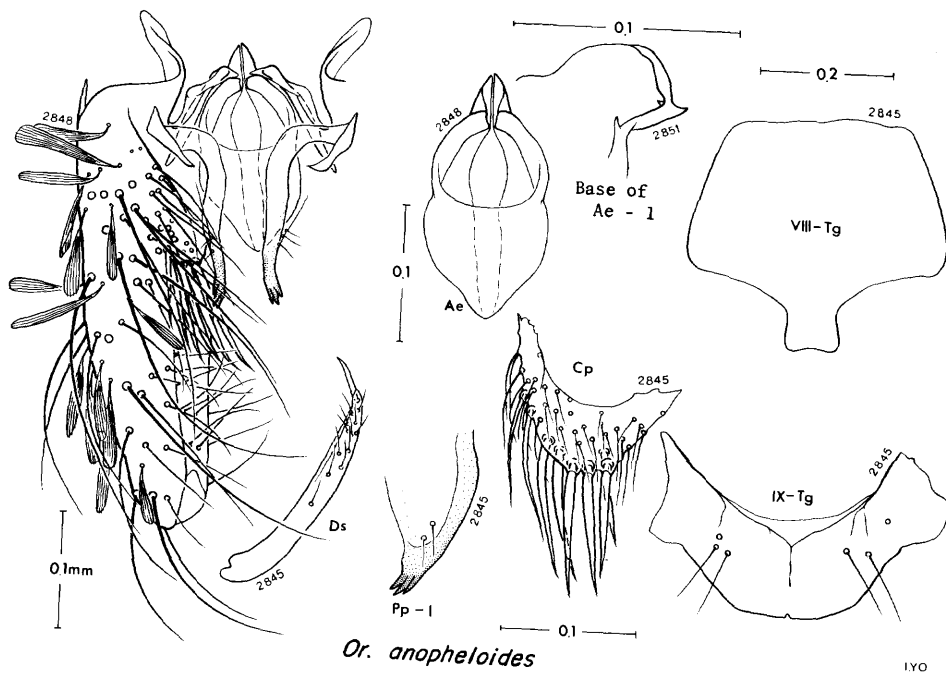 0.1
2848
2848
2851
0.2
2845
Base of
Ae - 1
VIII-Tg
0.1
Ae
Cp
2845
IX-Tg
2845
Ds
2845
2845
0.1mm
Pp - 1
0.1
Or. anopheloides
I.YO